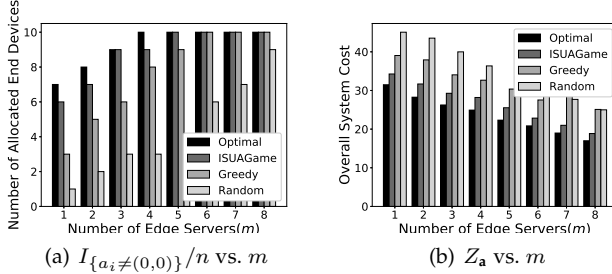 Number of Allocated End Devices
10
8
6
4
2
0
Optimal
ISUAGame
Greedy
Random
1 2 3 4 5 6 7 8
Number of Edge Servers(m)
(a) I{a_i≠(0,0)}/n vs. m
Overall System Cost
40
30
20
10
0
Optimal
ISUAGame
Greedy
Random
1 2 3 4 5 6 7 8
Number of Edge Servers(m)
(b) Z_a vs. m